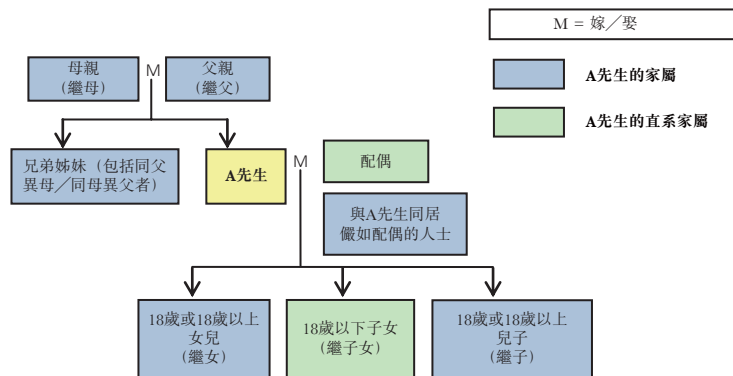 M = 嫁／娶
母親
(繼母)
M
父親
(繼父)
A先生的家屬
A先生的直系家屬
兄弟姊妹（包括同父
異母／同母異父者）
A先生
M
配偶
與A先生同居
儼如配偶的人士
18歲或18歲以上
女兒
(繼女)
18歲以下子女
(繼子女)
18歲或18歲以上
兒子
(繼子)